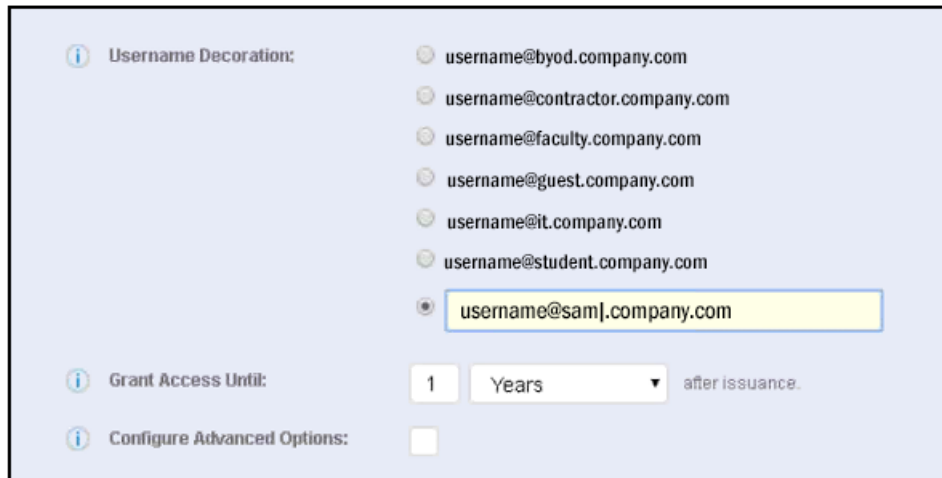 Username Decoration: username@byod.company.com
username@contractor.company.com
username@faculty.company.com
username@guest.company.com
username@it.company.com
username@student.company.com
username@sam|.company.com
Grant Access Until: 1 Years after issuance.
Configure Advanced Options: